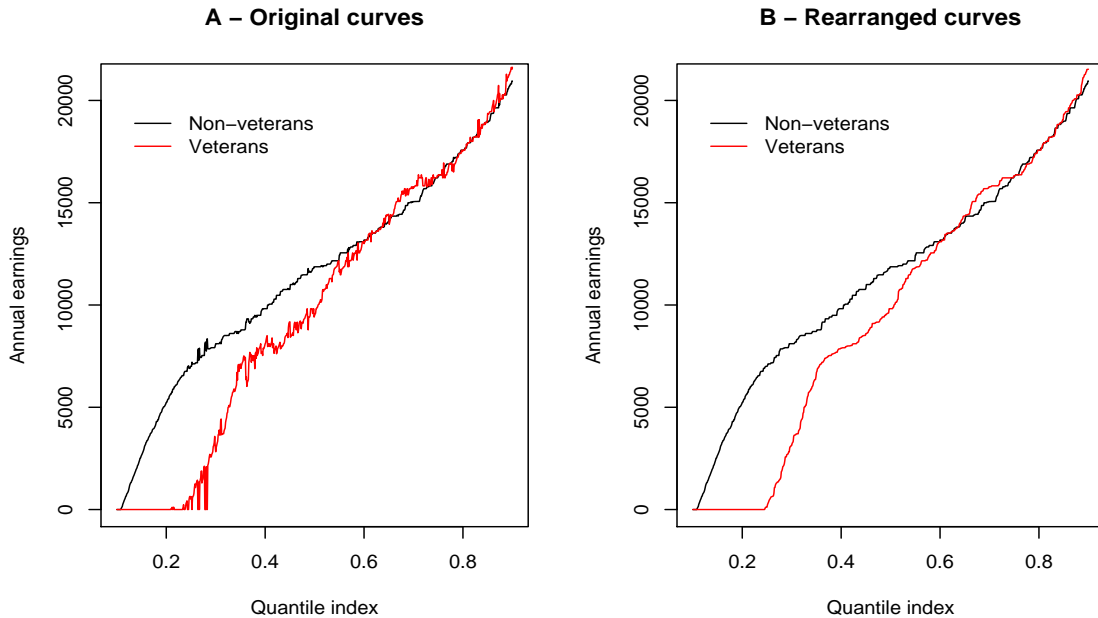 A – Original curves
Annual earnings
20000
15000
10000
5000
0
Non−veterans
Veterans
0.2 0.4 0.6 0.8
Quantile index
B – Rearranged curves
Annual earnings
20000
15000
10000
5000
0
Non−veterans
Veterans
0.2 0.4 0.6 0.8
Quantile index